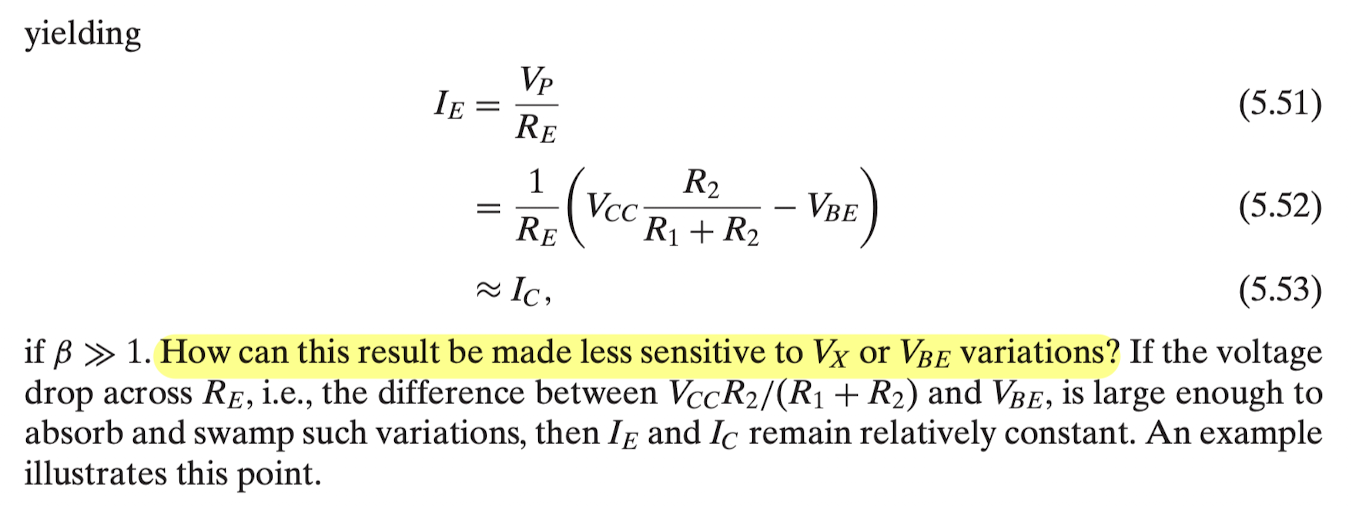 yielding
I_E = V_P / R_E (5.51)
= 1 / R_E (V_CC R_2 / (R_1 + R_2) − V_BE) (5.52)
≈ I_C, (5.53)
if β ≫ 1. How can this result be made less sensitive to V_X or V_BE variations? If the voltage
drop across R_E, i.e., the difference between V_CC R_2/(R_1 + R_2) and V_BE, is large enough to
absorb and swamp such variations, then I_E and I_C remain relatively constant. An example
illustrates this point.